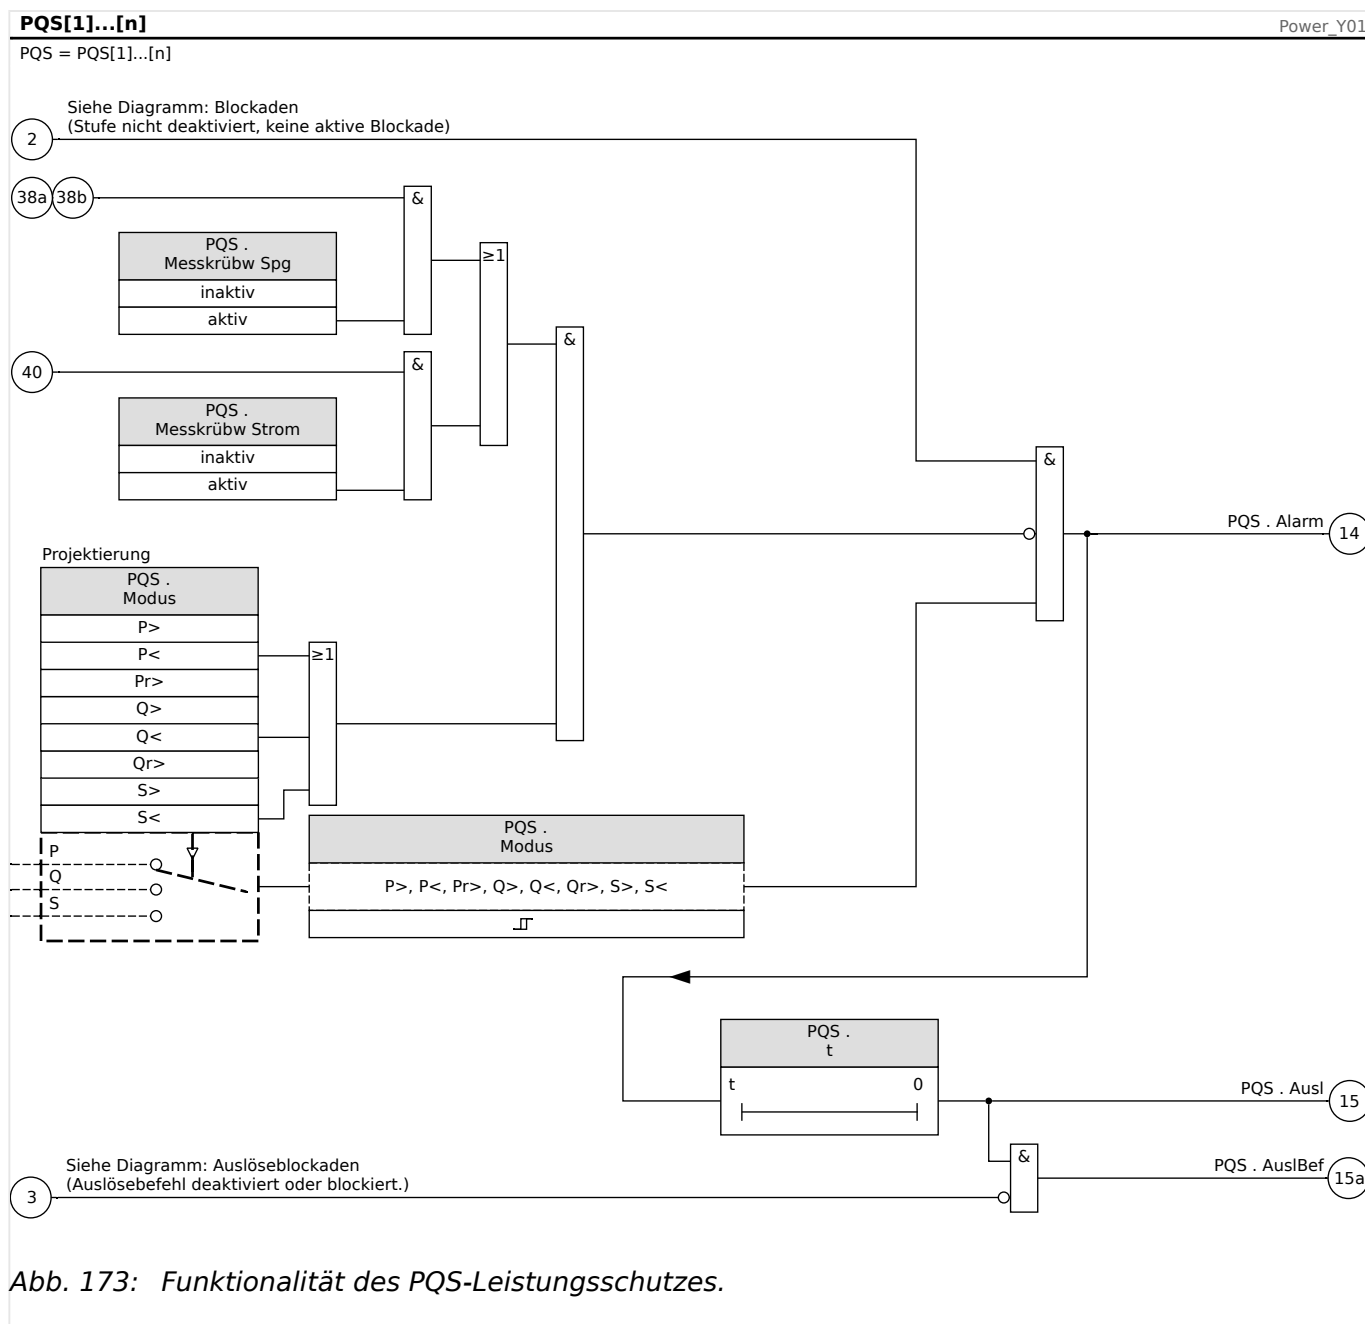 PQS[1]...[n]
Power_Y01
PQS = PQS[1]...[n]
Siehe Diagramm: Blockaden
(Stufe nicht deaktiviert, keine aktive Blockade)
2
38a 38b
&
PQS .
Messkrübw Spg
inaktiv
aktiv
≥1
40
&
PQS .
Messkrübw Strom
inaktiv
aktiv
&
&
PQS . Alarm
14
Projektierung
PQS .
Modus
P>
P<
Pr>
Q>
Q<
Qr>
S>
S<
≥1
P
Q
S
PQS .
Modus
P>, P<, Pr>, Q>, Q<, Qr>, S>, S<
PQS .
t
t 0
PQS . Ausl
15
Siehe Diagramm: Auslöseblockaden
(Auslösebefehl deaktiviert oder blockiert.)
3
&
PQS . AuslBef
15a
Abb. 173: Funktionalität des PQS-Leistungsschutzes.